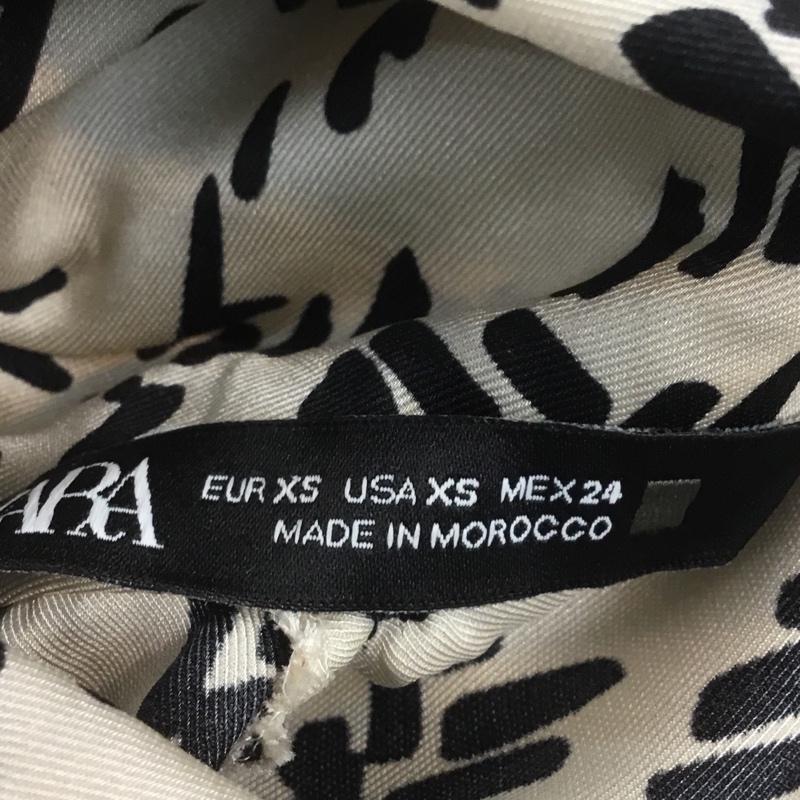 ARA
EUR XS USA XS MEX 24
MADE IN MOROCCO